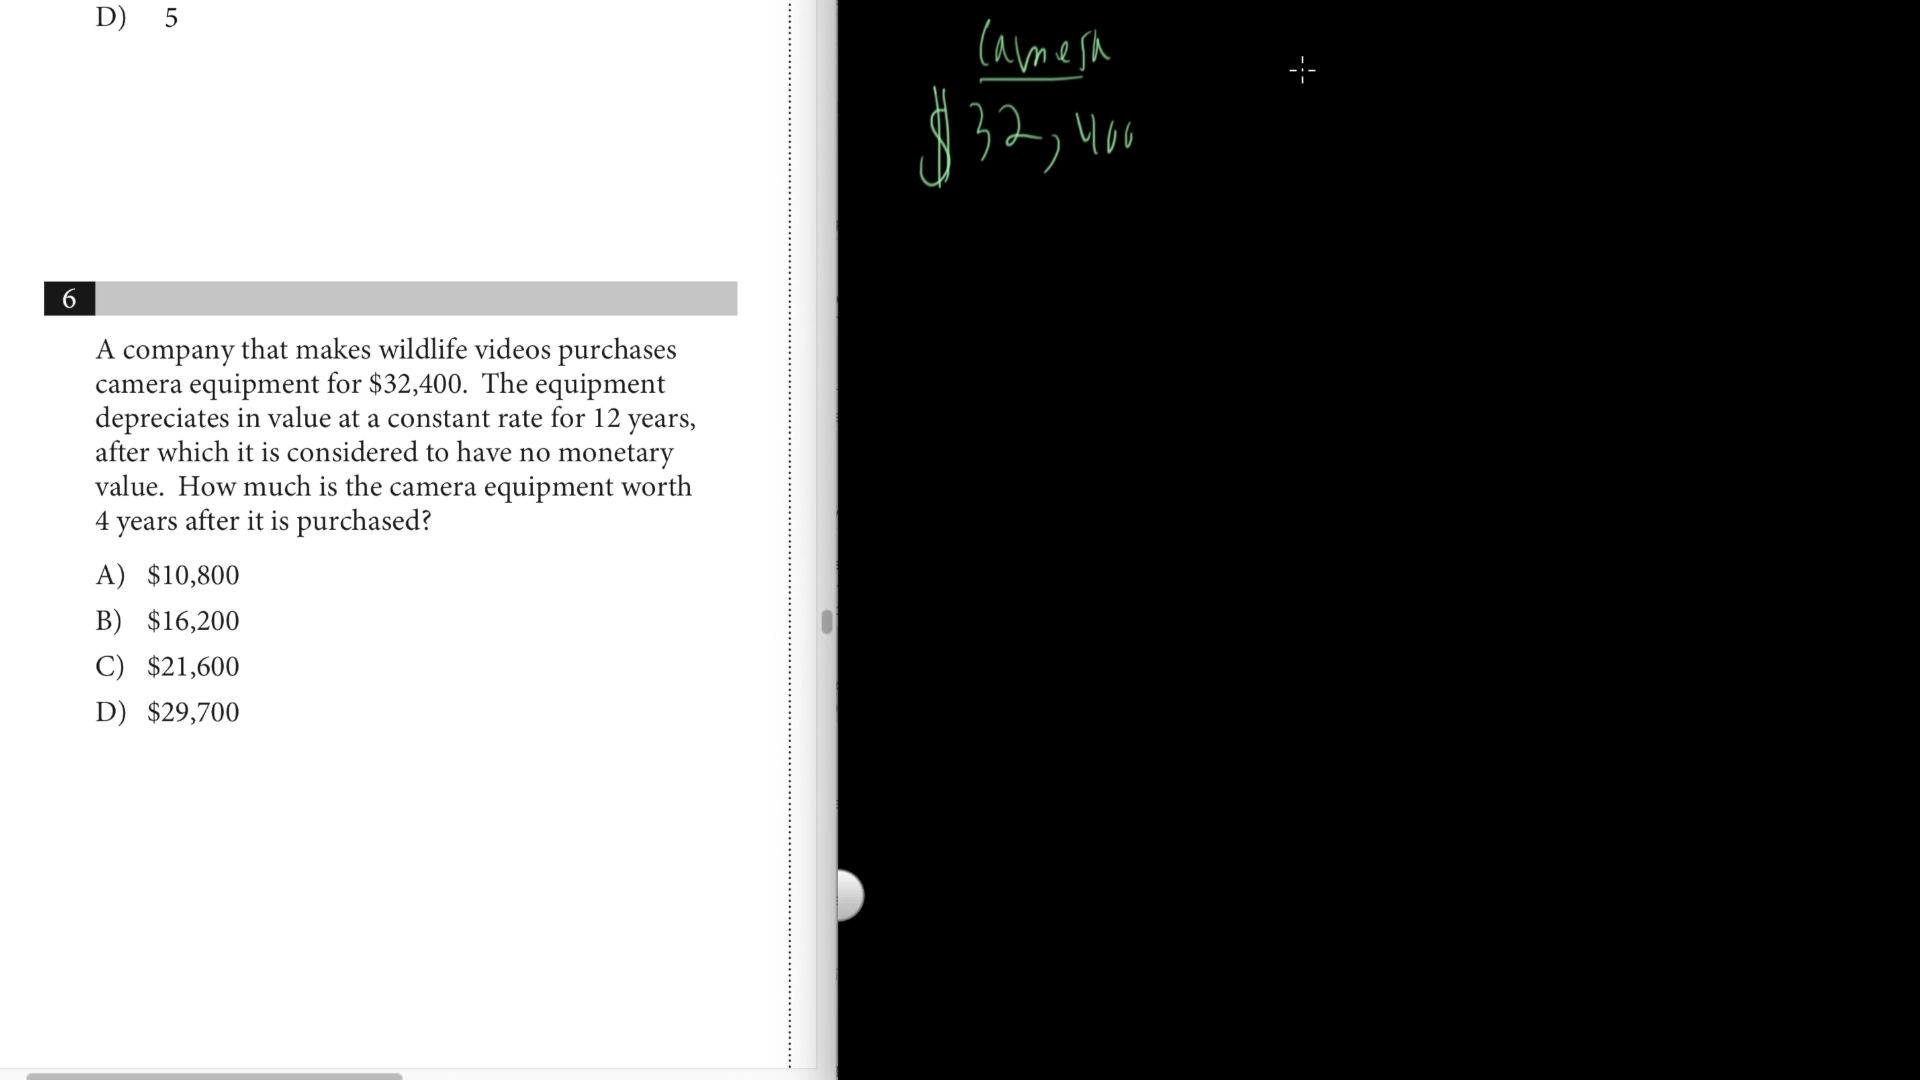 D) 5
6
A company that makes wildlife videos purchases
camera equipment for $32,400. The equipment
depreciates in value at a constant rate for 12 years,
after which it is considered to have no monetary
value. How much is the camera equipment worth
4 years after it is purchased?
A) $10,800
B) $16,200
C) $21,600
D) $29,700
Camera
$32,400